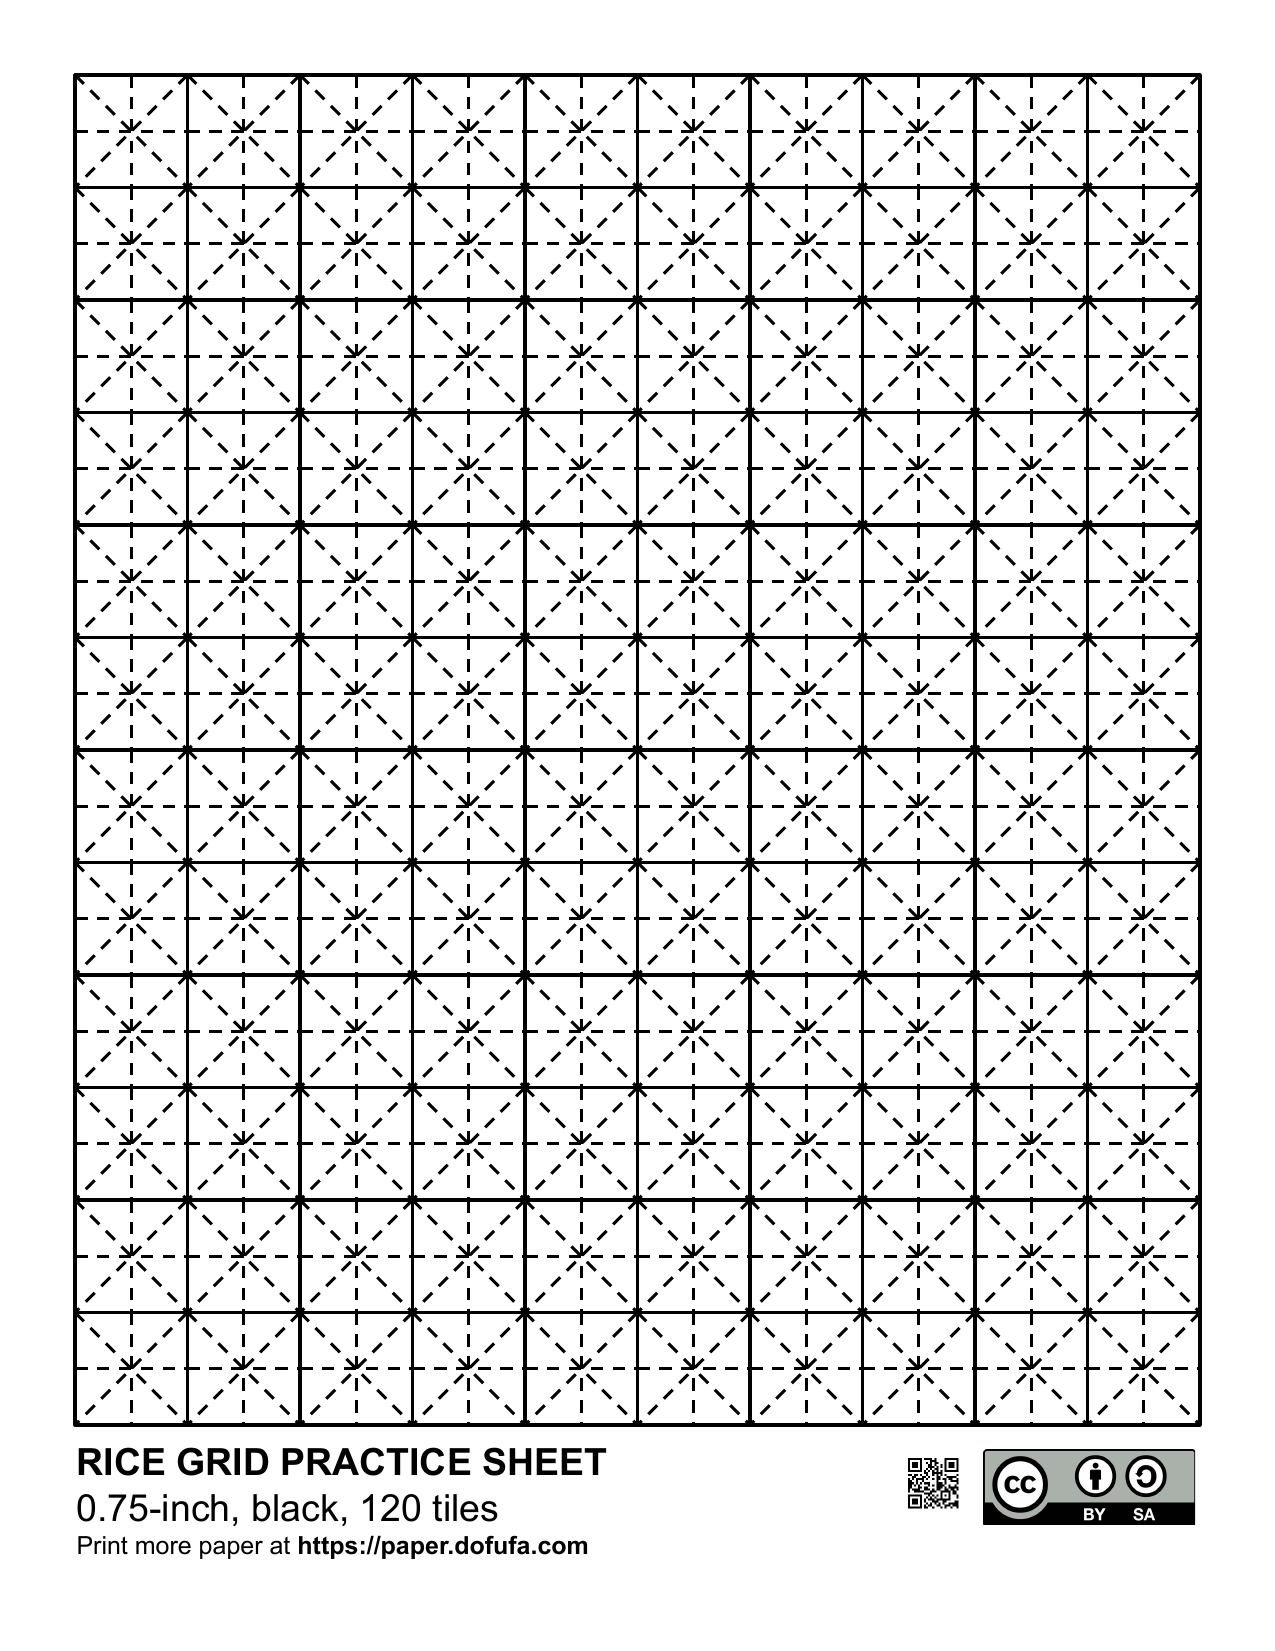 RICE GRID PRACTICE SHEET
0.75-inch, black, 120 tiles
Print more paper at https://paper.dofufa.com
CC
BY SA